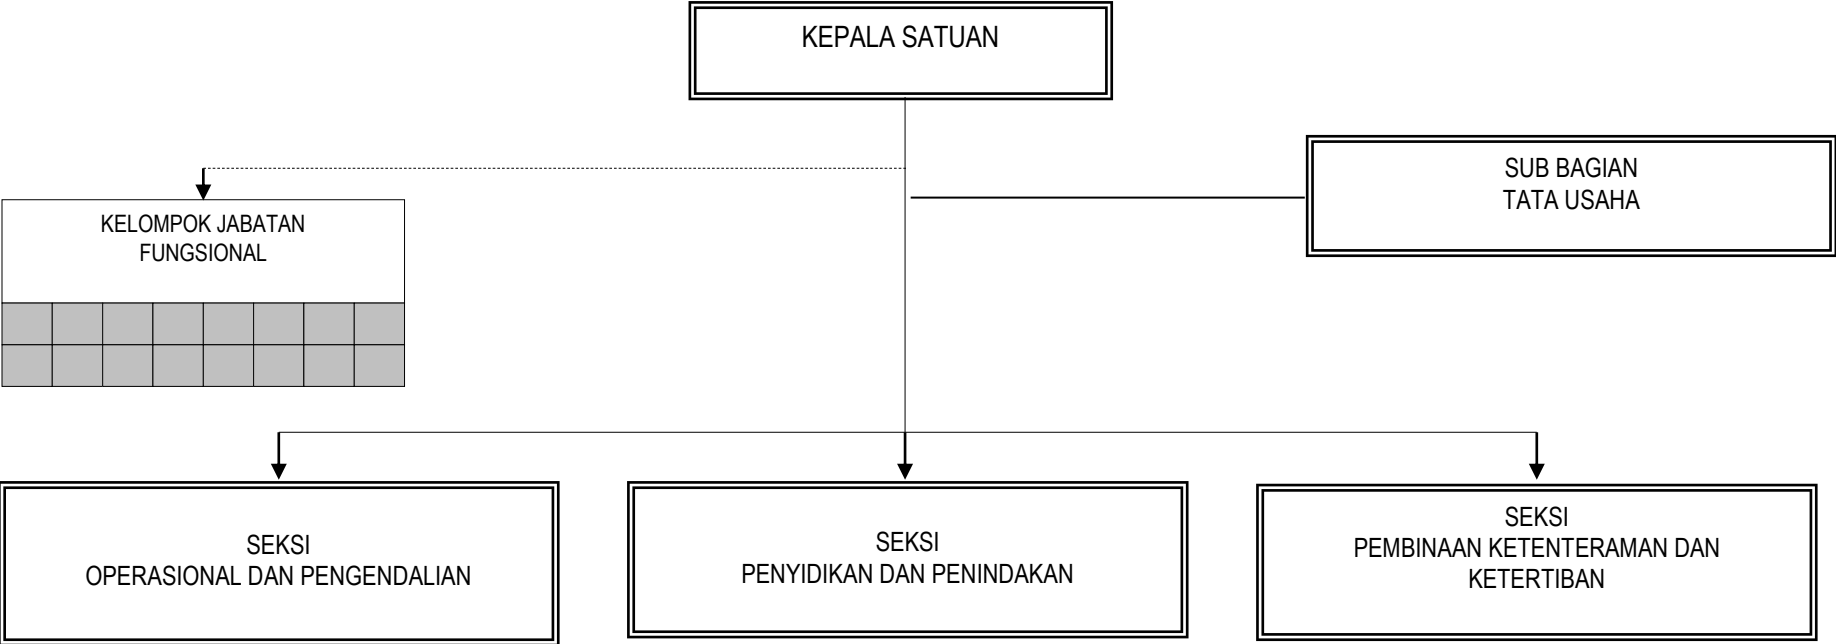 KEPALA SATUAN
SUB BAGIAN
TATA USAHA
KELOMPOK JABATAN
FUNGSIONAL
SEKSI
OPERASIONAL DAN PENGENDALIAN
SEKSI
PENYIDIKAN DAN PENINDAKAN
SEKSI
PEMBINAAN KETENTERAMAN DAN
KETERTIBAN